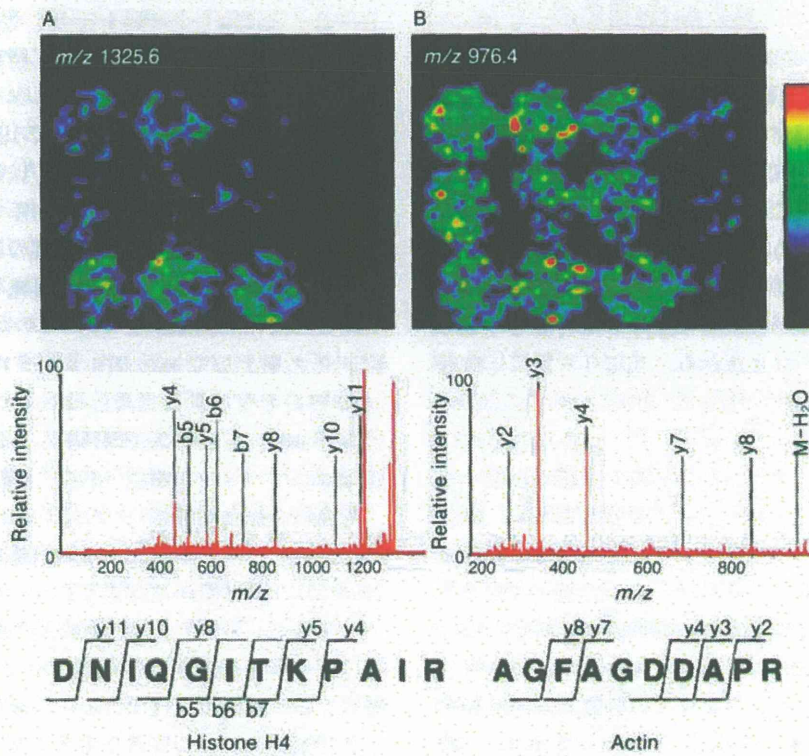 A
B
m/z 1325.6
m/z 976.4
100
y4
b5
y5
b6
b7
y8
y10
y11
Relative intensity
200
400
600
800
1000
1200
m/z
100
y2
y3
y4
y7
y8
M–H₂O
Relative intensity
200
400
600
800
m/z
y11 y10 y8 y5 y4
D N I Q G I T K P A I R
b5 b6 b7
Histone H4
y8 y7 y4 y3 y2
A G F A G D D A P R
Actin